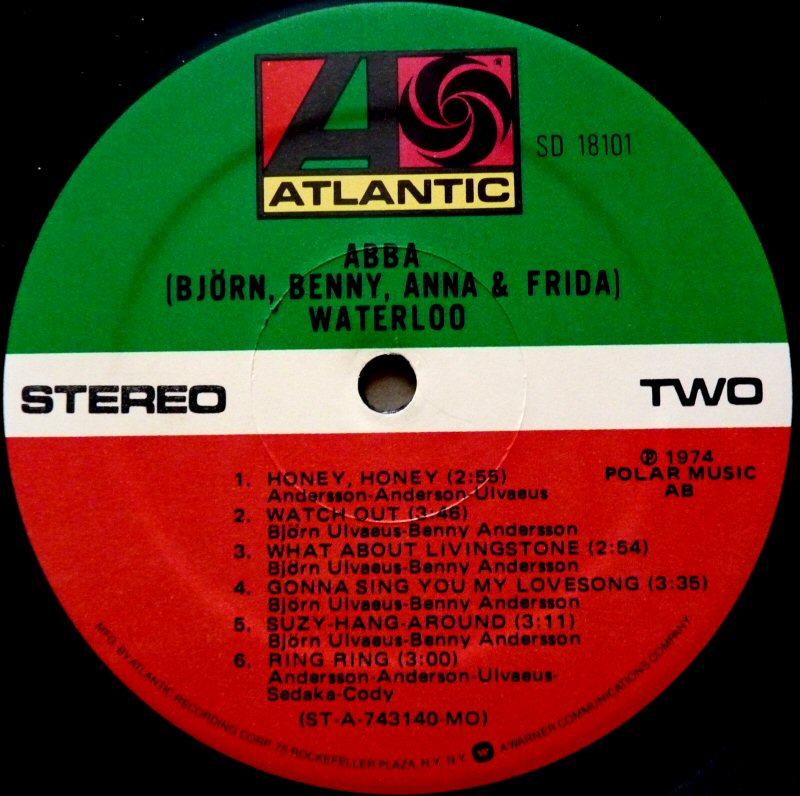 ATLANTIC
SD 18101
ABBA
(BJÖRN, BENNY, ANNA & FRIDA)
WATERLOO
STEREO
TWO
℗ 1974
POLAR MUSIC
AB
1. HONEY, HONEY (2:55)
Andersson-Anderson-Ulvaeus
2. WATCH OUT (3:46)
Björn Ulvaeus-Benny Andersson
3. WHAT ABOUT LIVINGSTONE (2:54)
Björn Ulvaeus-Benny Andersson
4. GONNA SING YOU MY LOVESONG (3:35)
Björn Ulvaeus-Benny Andersson
5. SUZY-HANG-AROUND (3:11)
Björn Ulvaeus-Benny Andersson
6. RING RING (3:00)
Andersson-Anderson-Ulvaeus-
Sedaka-Cody
(ST-A-743140-MO)
MFG. BY ATLANTIC RECORDING CORP. 75 ROCKEFELLER PLAZA, N.Y. N.Y. W A WARNER COMMUNICATIONS COMPANY